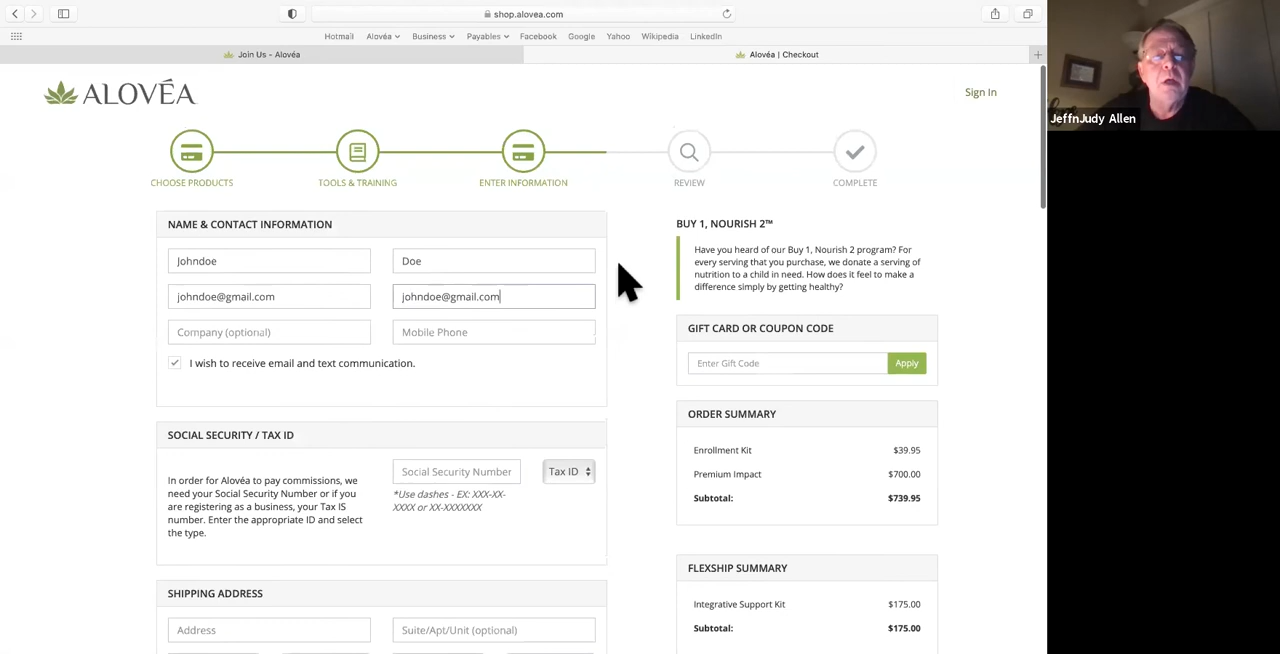 shop.alovea.com
Hotmail Alovéa Business Payables Facebook Google Yahoo Wikipedia LinkedIn
Join Us - Alovéa Alovéa | Checkout
ALOVÉA
Sign In
JeffnJudy Allen
CHOOSE PRODUCTS TOOLS & TRAINING ENTER INFORMATION REVIEW COMPLETE
NAME & CONTACT INFORMATION
Johndoe Doe
johndoe@gmail.com johndoe@gmail.com
Company (optional) Mobile Phone
I wish to receive email and text communication.
SOCIAL SECURITY / TAX ID
In order for Alovéa to pay commissions, we
need your Social Security Number or if you
are registering as a business, your Tax IS
number. Enter the appropriate ID and select
the type.
Social Security Number Tax ID
*Use dashes - EX: XXX-XX-
XXXX or XX-XXXXXXX
SHIPPING ADDRESS
Address Suite/Apt/Unit (optional)
BUY 1, NOURISH 2™
Have you heard of our Buy 1, Nourish 2 program? For
every serving that you purchase, we donate a serving of
nutrition to a child in need. How does it feel to make a
difference simply by getting healthy?
GIFT CARD OR COUPON CODE
Enter Gift Code Apply
ORDER SUMMARY
Enrollment Kit $39.95
Premium Impact $700.00
Subtotal: $739.95
FLEXSHIP SUMMARY
Integrative Support Kit $175.00
Subtotal: $175.00